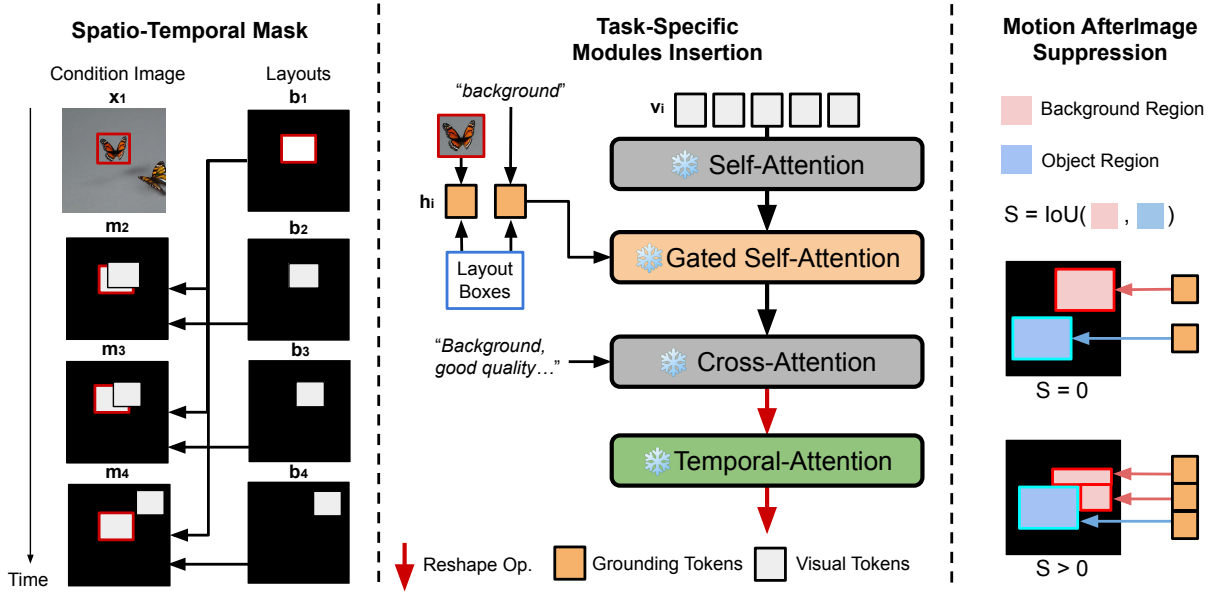 Spatio-Temporal Mask
Condition Image
Layouts
x1
b1
m2
b2
m3
b3
m4
b4
Time
Task-Specific
Modules Insertion
“background”
vi
hi
Layout
Boxes
Self-Attention
Gated Self-Attention
“Background,
good quality…”
Cross-Attention
Temporal-Attention
Reshape Op.
Grounding Tokens
Visual Tokens
Motion AfterImage
Suppression
Background Region
Object Region
S = IoU( , )
S = 0
S > 0